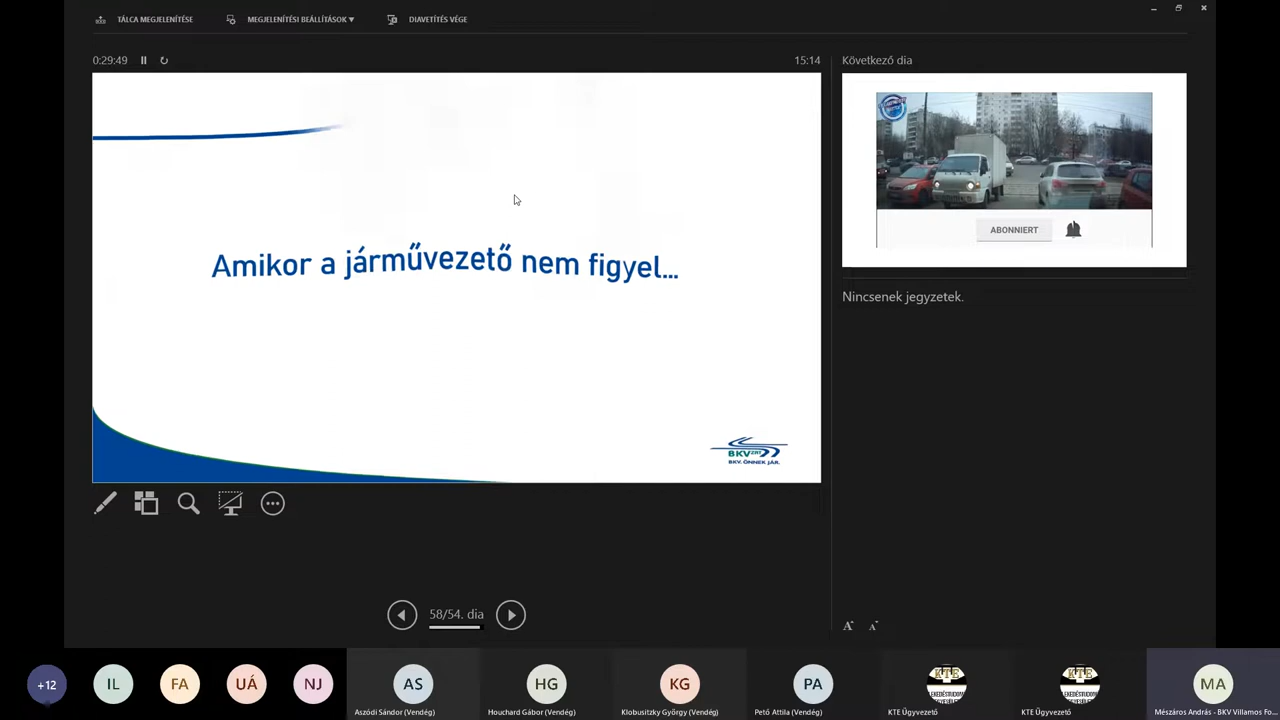 TÁLCA MEGJELENÍTÉSE
MEGJELENÍTÉSI BEÁLLÍTÁSOK
DIAVETÍTÉS VÉGE
0:29:49
15:14
Amikor a járművezető nem figyel...
BKV ZRT
BKV. ÖNNEK JÁR.
58/54. dia
Következő dia
ABONNIERT
Nincsenek jegyzetek.
A A
+12 IL FA UÁ NJ AS HG KG PA KTE KTE MA
Aszódi Sándor (Vendég) Houchard Gábor (Vendég) Klobusitzky György (Vendég) Pető Attila (Vendég) KTE Ügyvezető KTE Ügyvezető Mészáros András - BKV Villamos Fo...